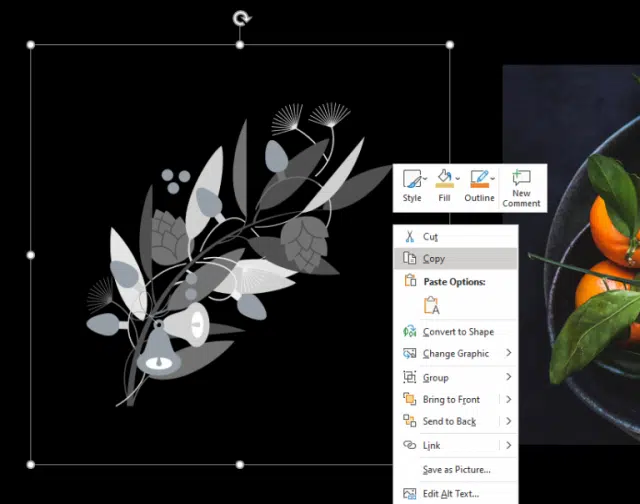 Style
Fill
Outline
New
Comment
Cut
Copy
Paste Options:
A
Convert to Shape
Change Graphic
Group
Bring to Front
Send to Back
Link
Save as Picture...
Edit Alt Text...